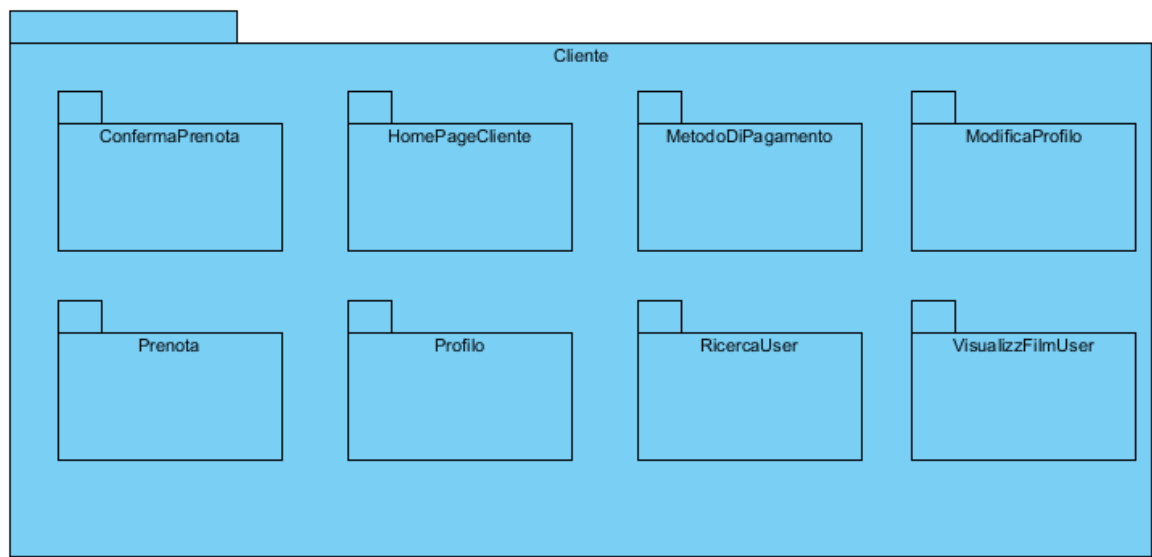 Cliente
ConfermaPrenota
HomePageCliente
MetodoDiPagamento
ModificaProfilo
Prenota
Profilo
RicercaUser
VisualizzFilmUser